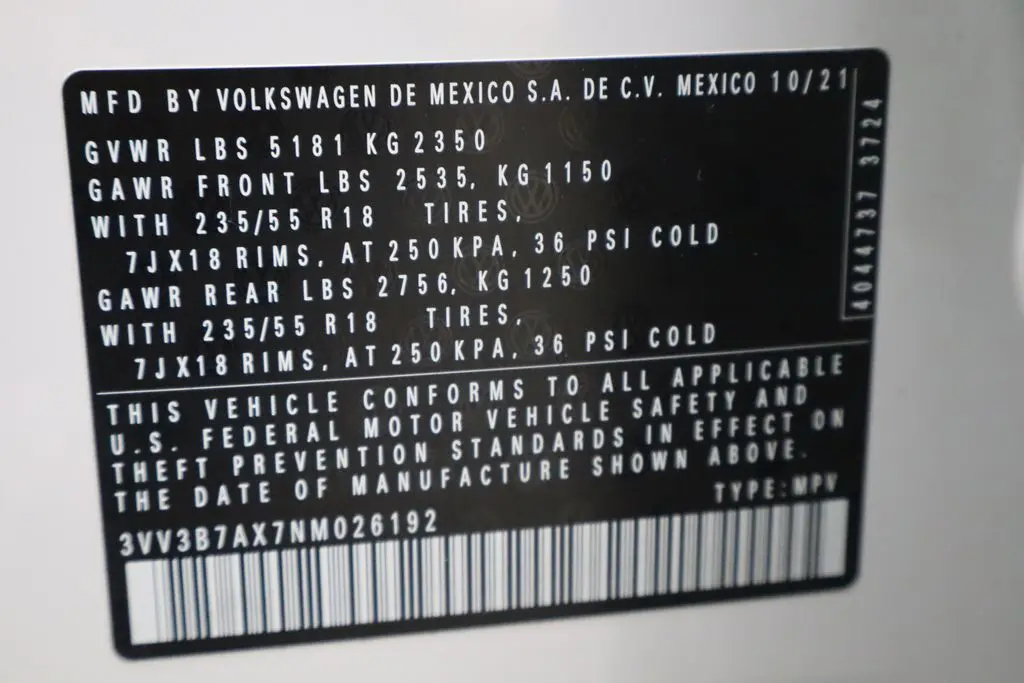 MFD BY VOLKSWAGEN DE MEXICO S.A. DE C.V. MEXICO 10/21
GVWR LBS 5181 KG 2350
GAWR FRONT LBS 2535, KG 1150
WITH 235/55 R18 TIRES,
7JX18 RIMS, AT 250 KPA, 36 PSI COLD
GAWR REAR LBS 2756, KG 1250
WITH 235/55 R18 TIRES,
7JX18 RIMS, AT 250 KPA, 36 PSI COLD
4044737 3724
THIS VEHICLE CONFORMS TO ALL APPLICABLE
U.S. FEDERAL MOTOR VEHICLE SAFETY AND
THEFT PREVENTION STANDARDS IN EFFECT ON
THE DATE OF MANUFACTURE SHOWN ABOVE.
TYPE:MPV
3VV3B7AX7NM026192